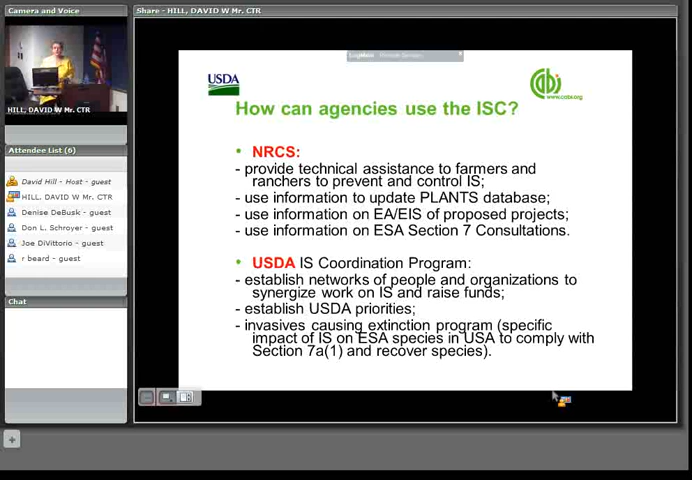 Camera and Voice
HILL, DAVID W Mr. CTR
Attendee List (6)
David Hill - Host - guest
HILL. DAVID W Mr. CTR
Denise DeBusk - guest
Don L. Schroyer - guest
Joe DiVittorio - guest
r beard - guest
Chat
Share - HILL, DAVID W Mr. CTR
USDA
cabi
www.cabi.org
How can agencies use the ISC?
• NRCS:
- provide technical assistance to farmers and
ranchers to prevent and control IS;
- use information to update PLANTS database;
- use information on EA/EIS of proposed projects;
- use information on ESA Section 7 Consultations.
• USDA IS Coordination Program:
- establish networks of people and organizations to
synergize work on IS and raise funds;
- establish USDA priorities;
- invasives causing extinction program (specific
impact of IS on ESA species in USA to comply with
Section 7a(1) and recover species).